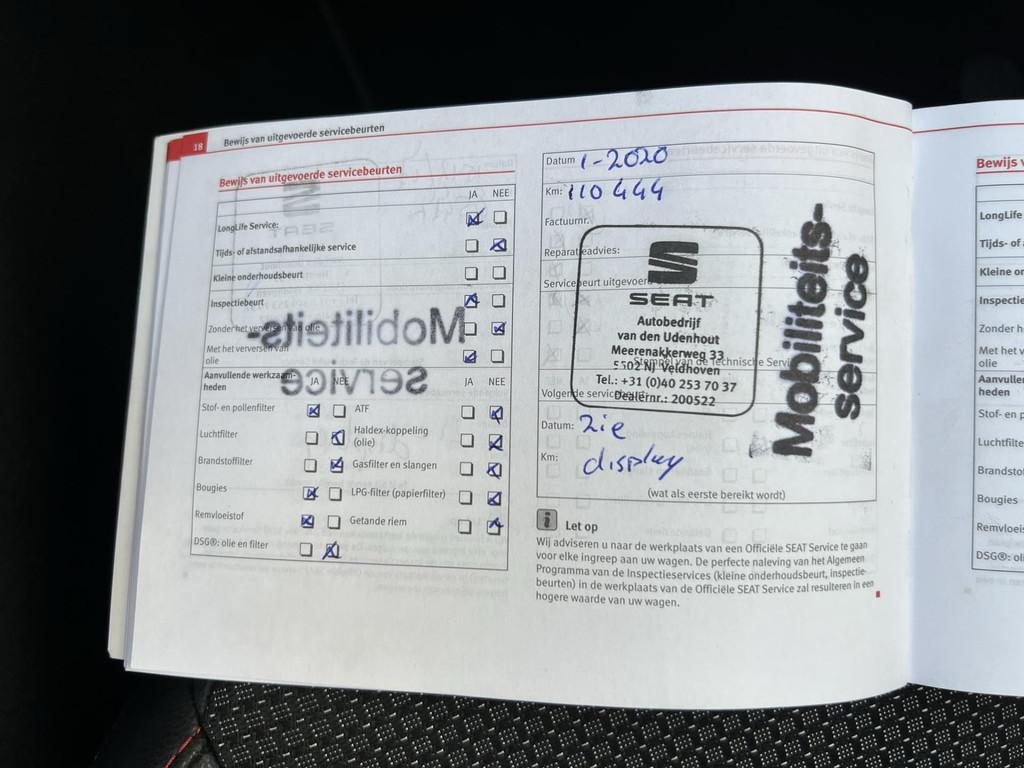 18 Bewijs van uitgevoerde servicebeurten
Bewijs van uitgevoerde servicebeurten
JA NEE
LongLife Service:
Tijds- of afstandsafhankelijke service
Kleine onderhoudsbeurt
Inspectiebeurt
Zonder het verversen van olie
Met het verversen van
olie
Aanvullende werkzaam-
heden
JA NEE JA NEE
Stof- en pollenfilter ATF
Luchtfilter Haldex-koppeling
(olie)
Brandstoffilter Gasfilter en slangen
Bougies LPG-filter (papierfilter)
Remvloeistof Getande riem
DSG®: olie en filter
Mobiliteits-
service
Datum 1-2020
Km: 110 444
Factuurnr.
Reparatieadvies:
Servicebeurt uitgevoerd
SEAT
Autobedrijf
van den Udenhout
Meerenakkerweg 33
5502 NJ Veldhoven
Stempel van de Technische Servi
Tel.: +31 (0)40 253 70 37
Dealernr.: 200522
Volgende servicebeurt
Datum: Zie
Km: display
(wat als eerste bereikt wordt)
Mobiliteits-
service
i Let op
Wij adviseren u naar de werkplaats van een Officiële SEAT Service te gaan
voor elke ingreep aan uw wagen. De perfecte naleving van het Algemeen
Programma van de Inspectieservices (kleine onderhoudsbeurt, inspectie-
beurten) in de werkplaats van de Officiële SEAT Service zal resulteren in een
hogere waarde van uw wagen.
Bewijs v
LongLife
Tijds- of a
Kleine on
Inspectie
Zonder h
Met het v
olie
Aanvullen
heden
Stof- en p
Luchtfilte
Brandsto
Bougies
Remvloei
DSG®: oli